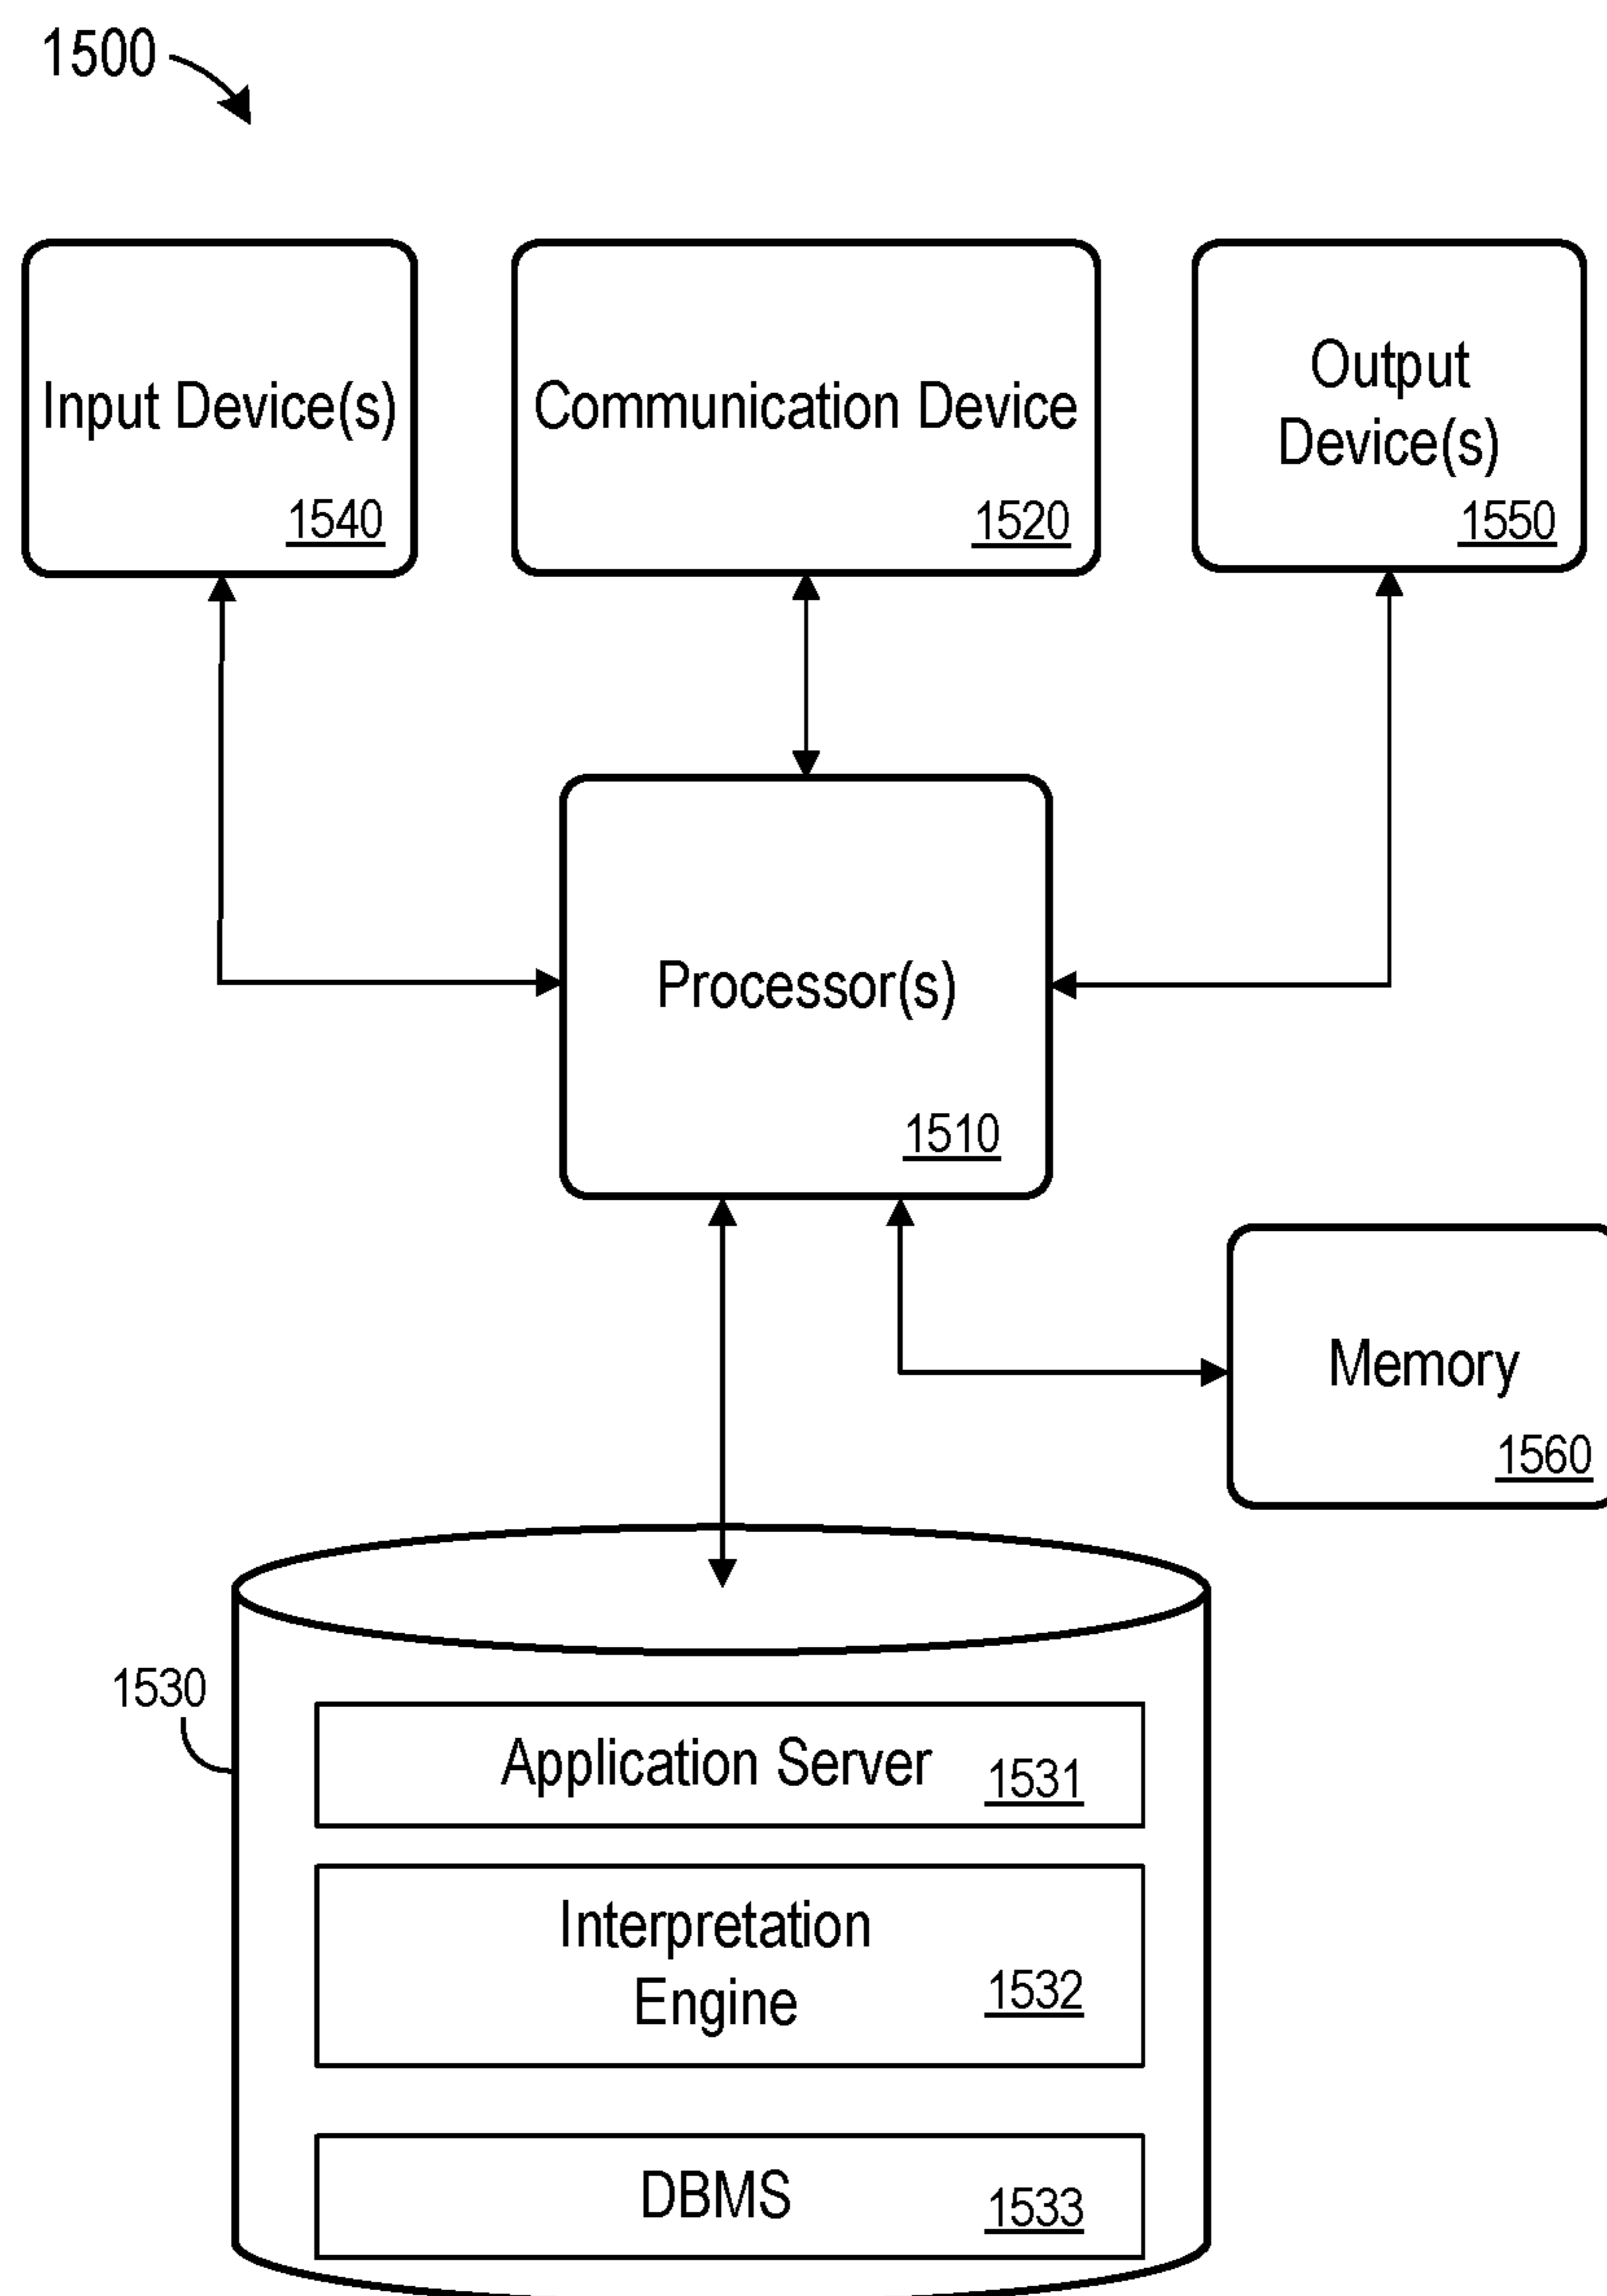 1500
Input Device(s)
1540
Communication Device
1520
Output
Device(s)
1550
Processor(s)
1510
Memory
1560
1530
Application Server 1531
Interpretation
Engine 1532
DBMS 1533